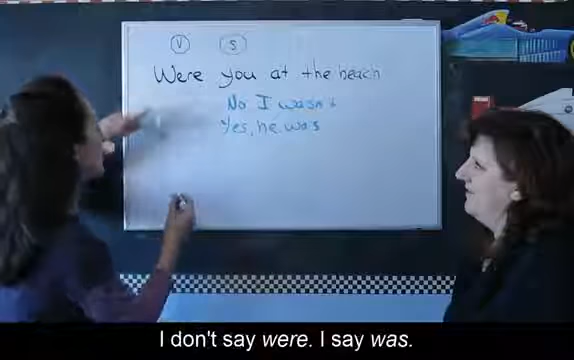 V S
Were you at the beach
No I wasn't
Yes, he was
I don't say were. I say was.